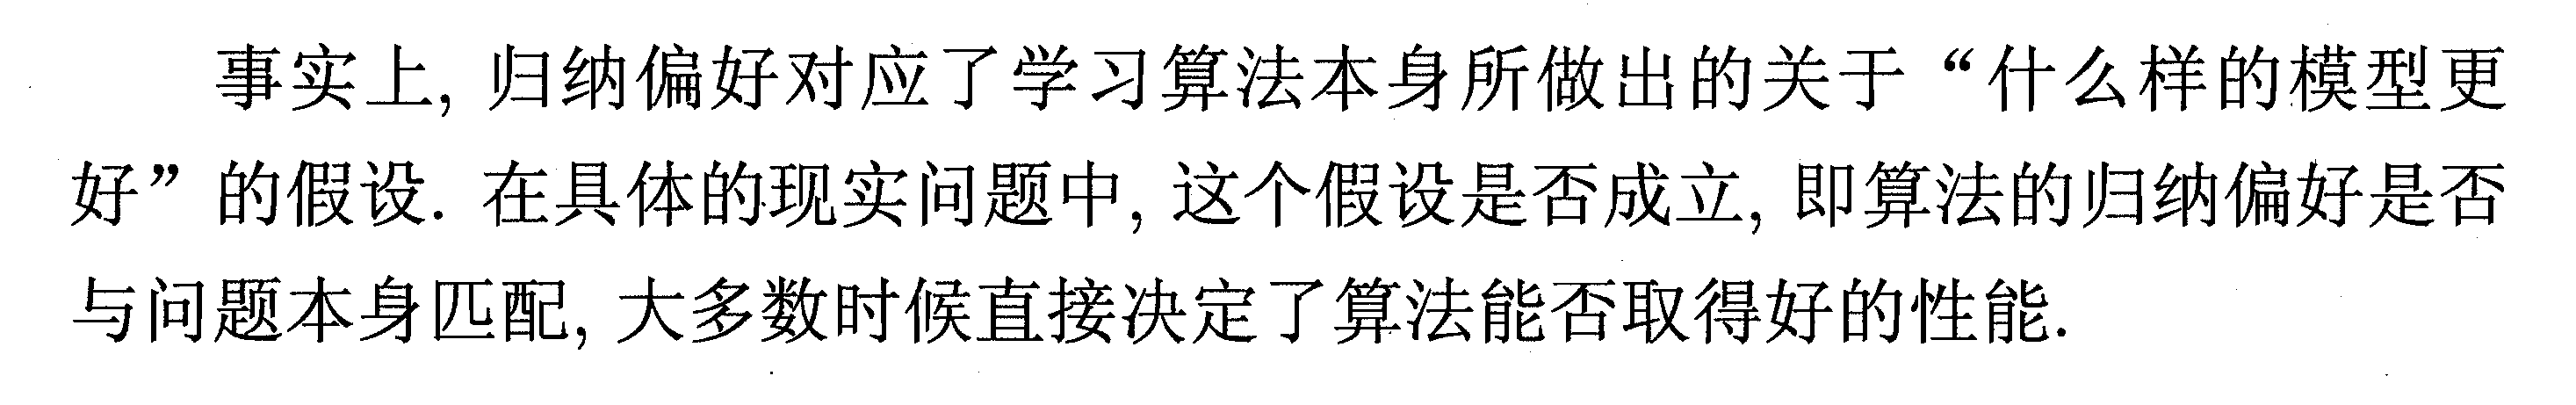 事实上, 归纳偏好对应了学习算法本身所做出的关于“什么样的模型更
好”的假设. 在具体的现实问题中, 这个假设是否成立, 即算法的归纳偏好是否
与问题本身匹配, 大多数时候直接决定了算法能否取得好的性能.